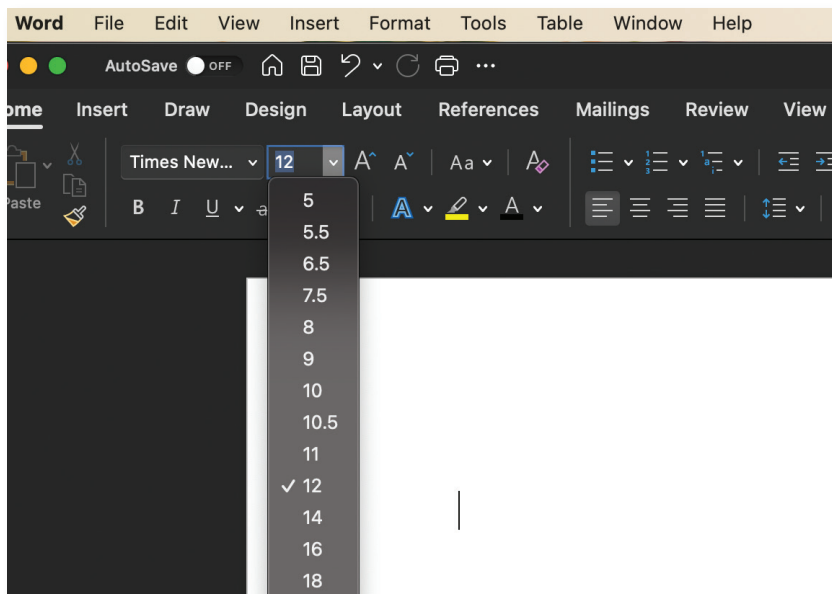 Word File Edit View Insert Format Tools Table Window Help
AutoSave OFF
ome Insert Draw Design Layout References Mailings Review View
Times New... 12 Aa
Paste
B I U
5
5.5
6.5
7.5
8
9
10
10.5
11
12
14
16
18